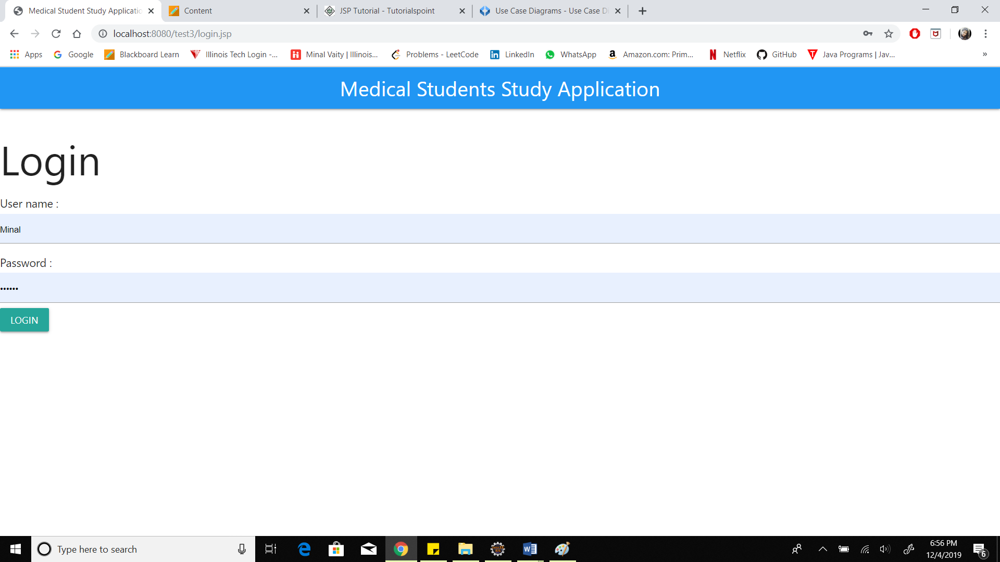 Medical Student Study Applicatio
Content
JSP Tutorial - Tutorialspoint
Use Case Diagrams - Use Case D
localhost:8080/test3/login.jsp
Apps
Google
Blackboard Learn
Illinois Tech Login -...
Minal Vaity | Illinois...
Problems - LeetCode
LinkedIn
WhatsApp
Amazon.com: Prim...
Netflix
GitHub
Java Programs | Jav...
»
Medical Students Study Application
Login
User name :
Minal
Password :
••••••
LOGIN
Type here to search
6:56 PM
12/4/2019
6